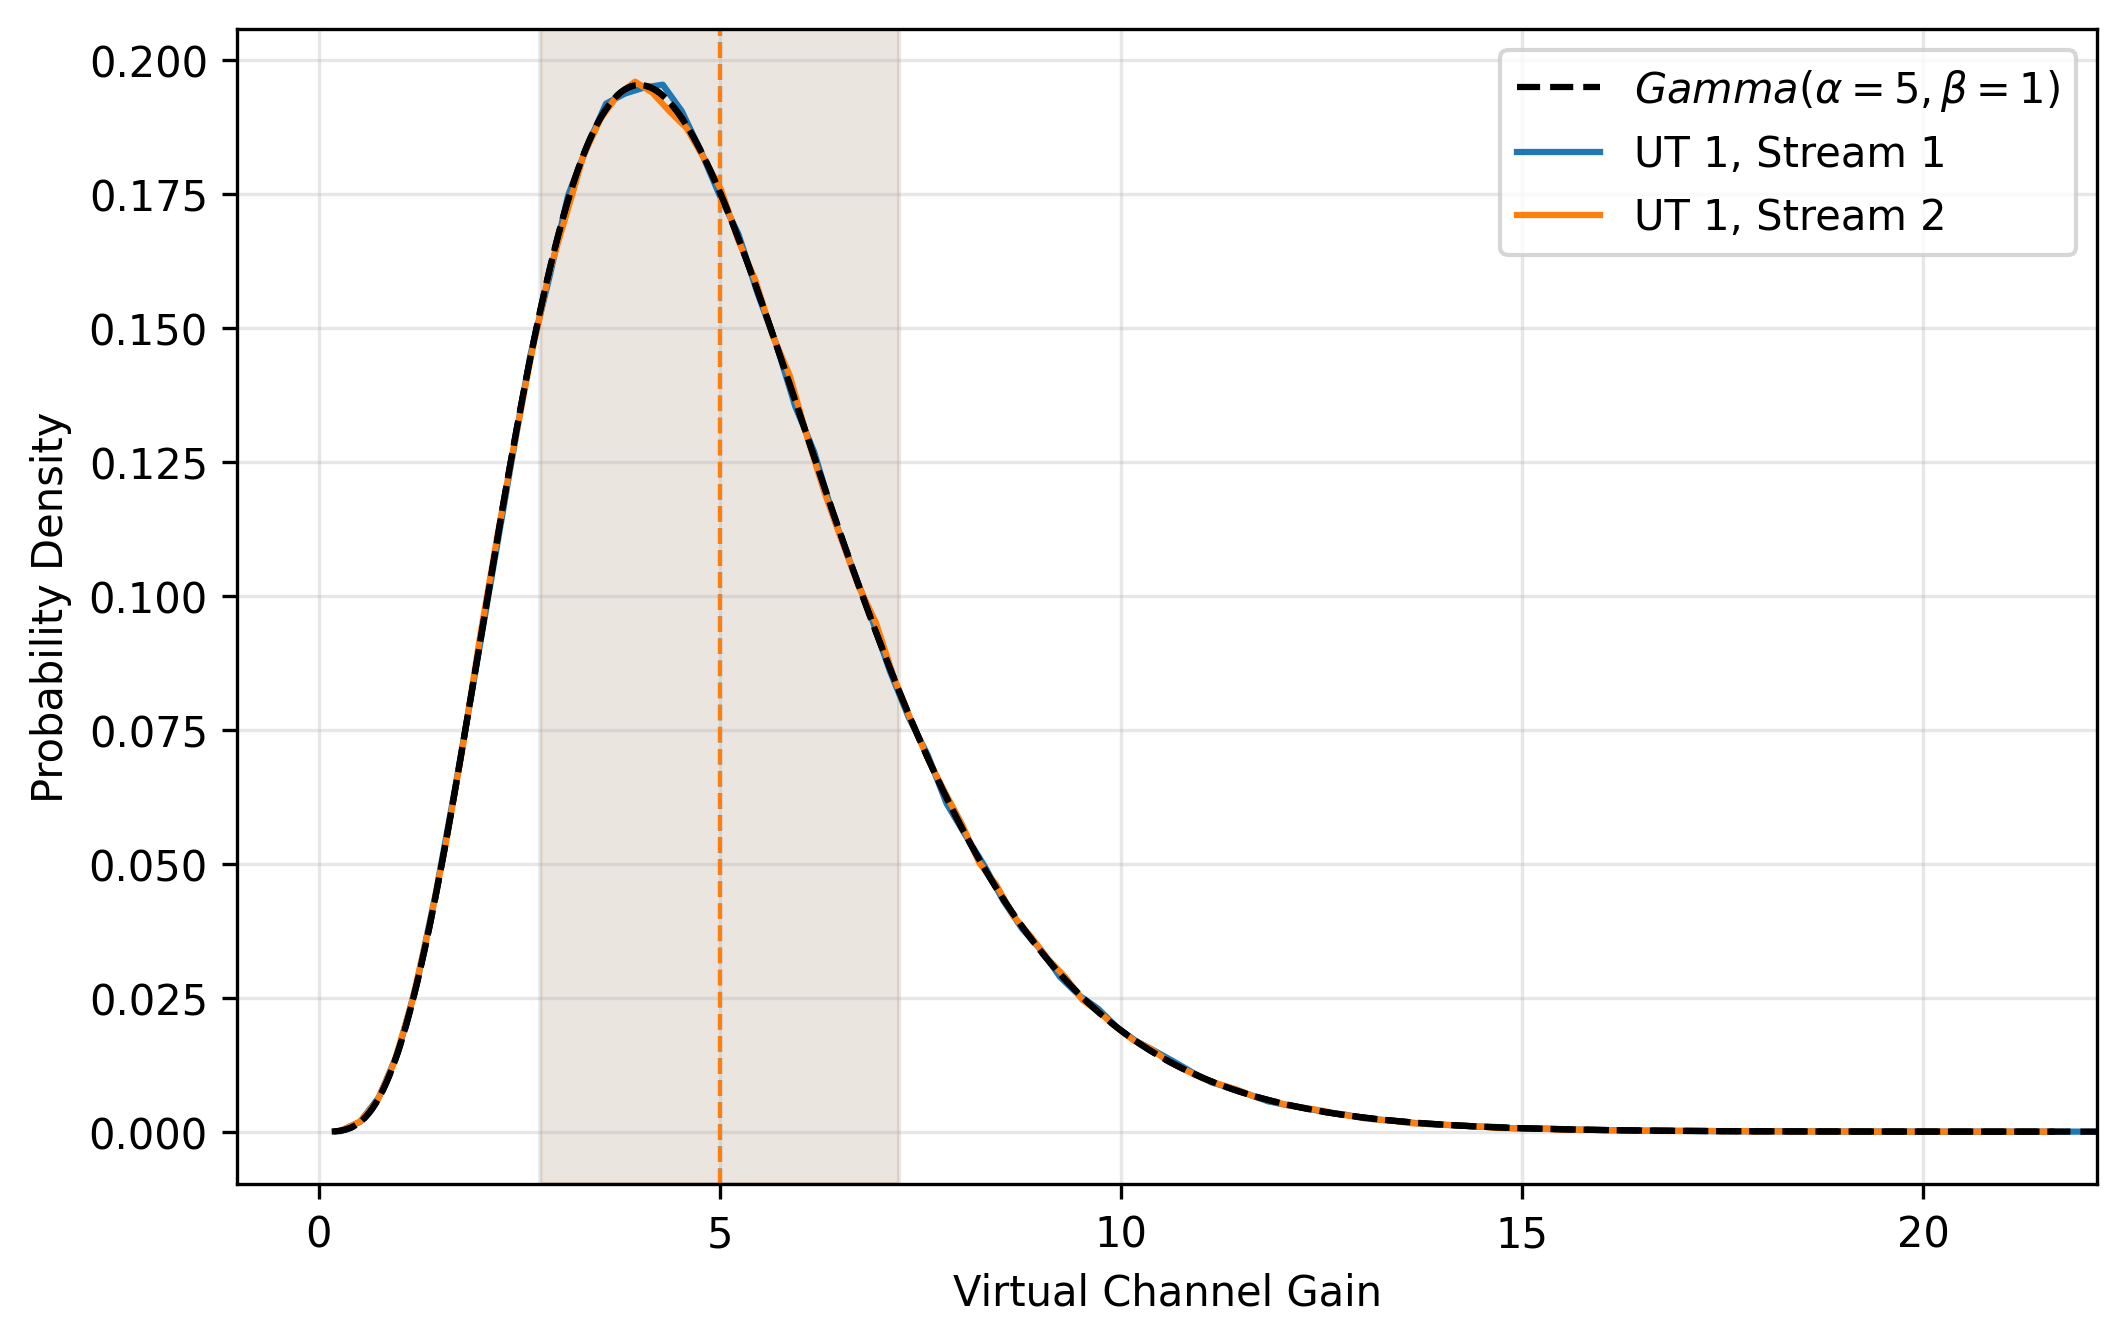 Gamma(α = 5, β = 1)
UT 1, Stream 1
UT 1, Stream 2
Probability Density
0.200
0.175
0.150
0.125
0.100
0.075
0.050
0.025
0.000
0 5 10 15 20
Virtual Channel Gain